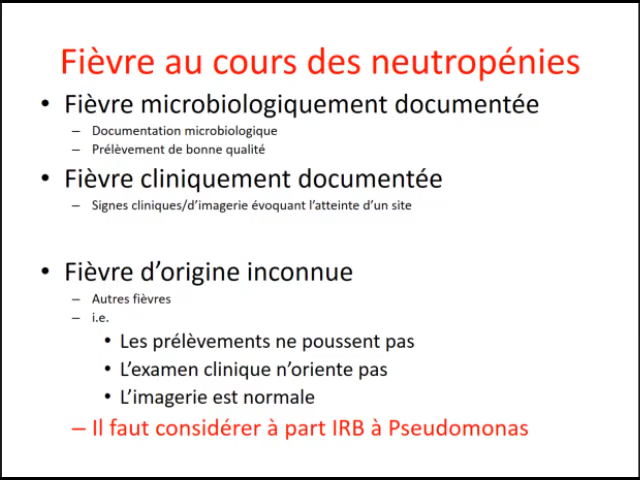 Fièvre au cours des neutropénies
• Fièvre microbiologiquement documentée
– Documentation microbiologique
– Prélèvement de bonne qualité
• Fièvre cliniquement documentée
– Signes cliniques/d’imagerie évoquant l’atteinte d’un site
• Fièvre d’origine inconnue
– Autres fièvres
– i.e.
• Les prélèvements ne poussent pas
• L’examen clinique n’oriente pas
• L’imagerie est normale
– Il faut considérer à part IRB à Pseudomonas